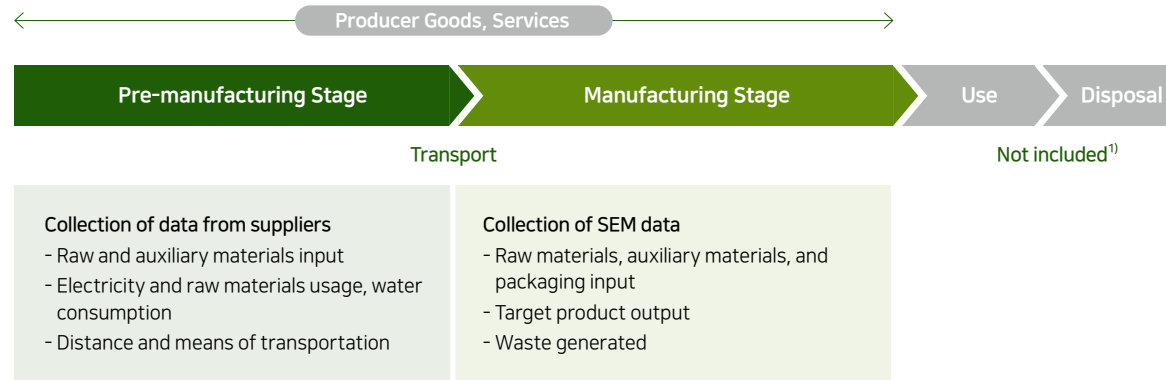 Producer Goods, Services
Pre-manufacturing Stage
Manufacturing Stage
Use
Disposal
Transport
Not included1)
Collection of data from suppliers
- Raw and auxiliary materials input
- Electricity and raw materials usage, water
consumption
- Distance and means of transportation
Collection of SEM data
- Raw materials, auxiliary materials, and
packaging input
- Target product output
- Waste generated